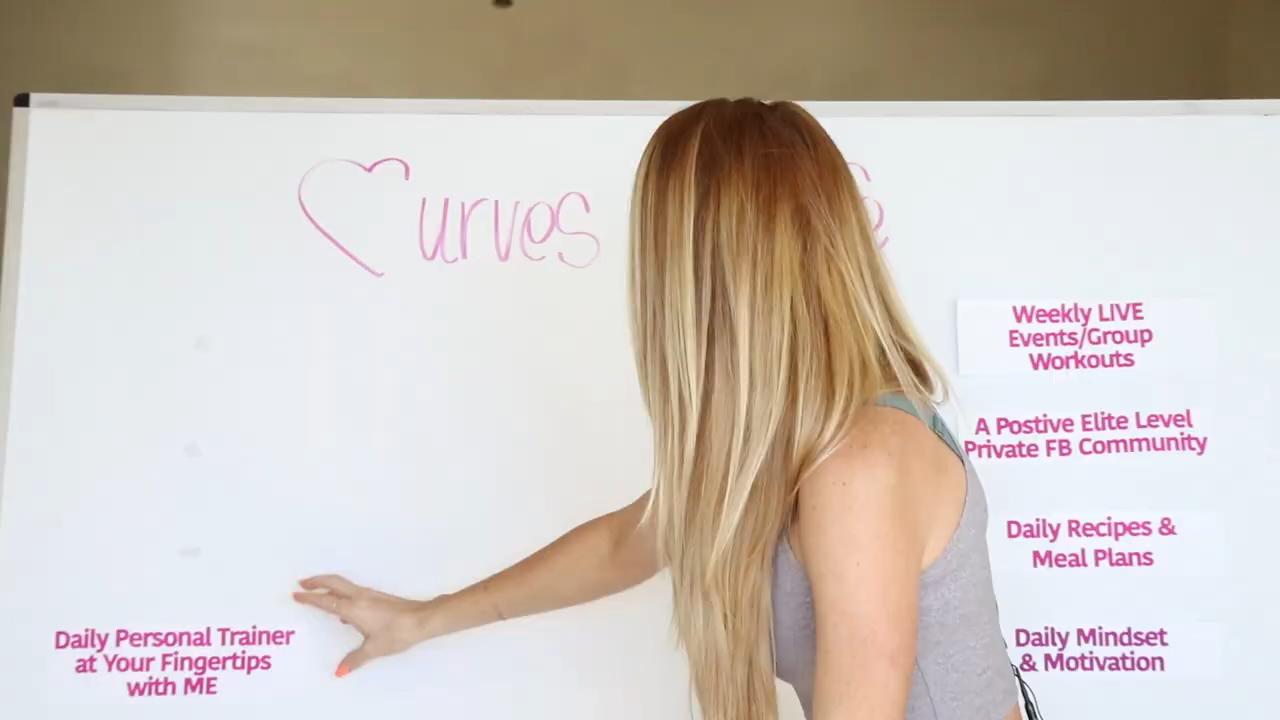 Curves
Weekly LIVE
Events/Group
Workouts
A Postive Elite Level
Private FB Community
Daily Recipes &
Meal Plans
Daily Personal Trainer
at Your Fingertips
with ME
Daily Mindset
& Motivation